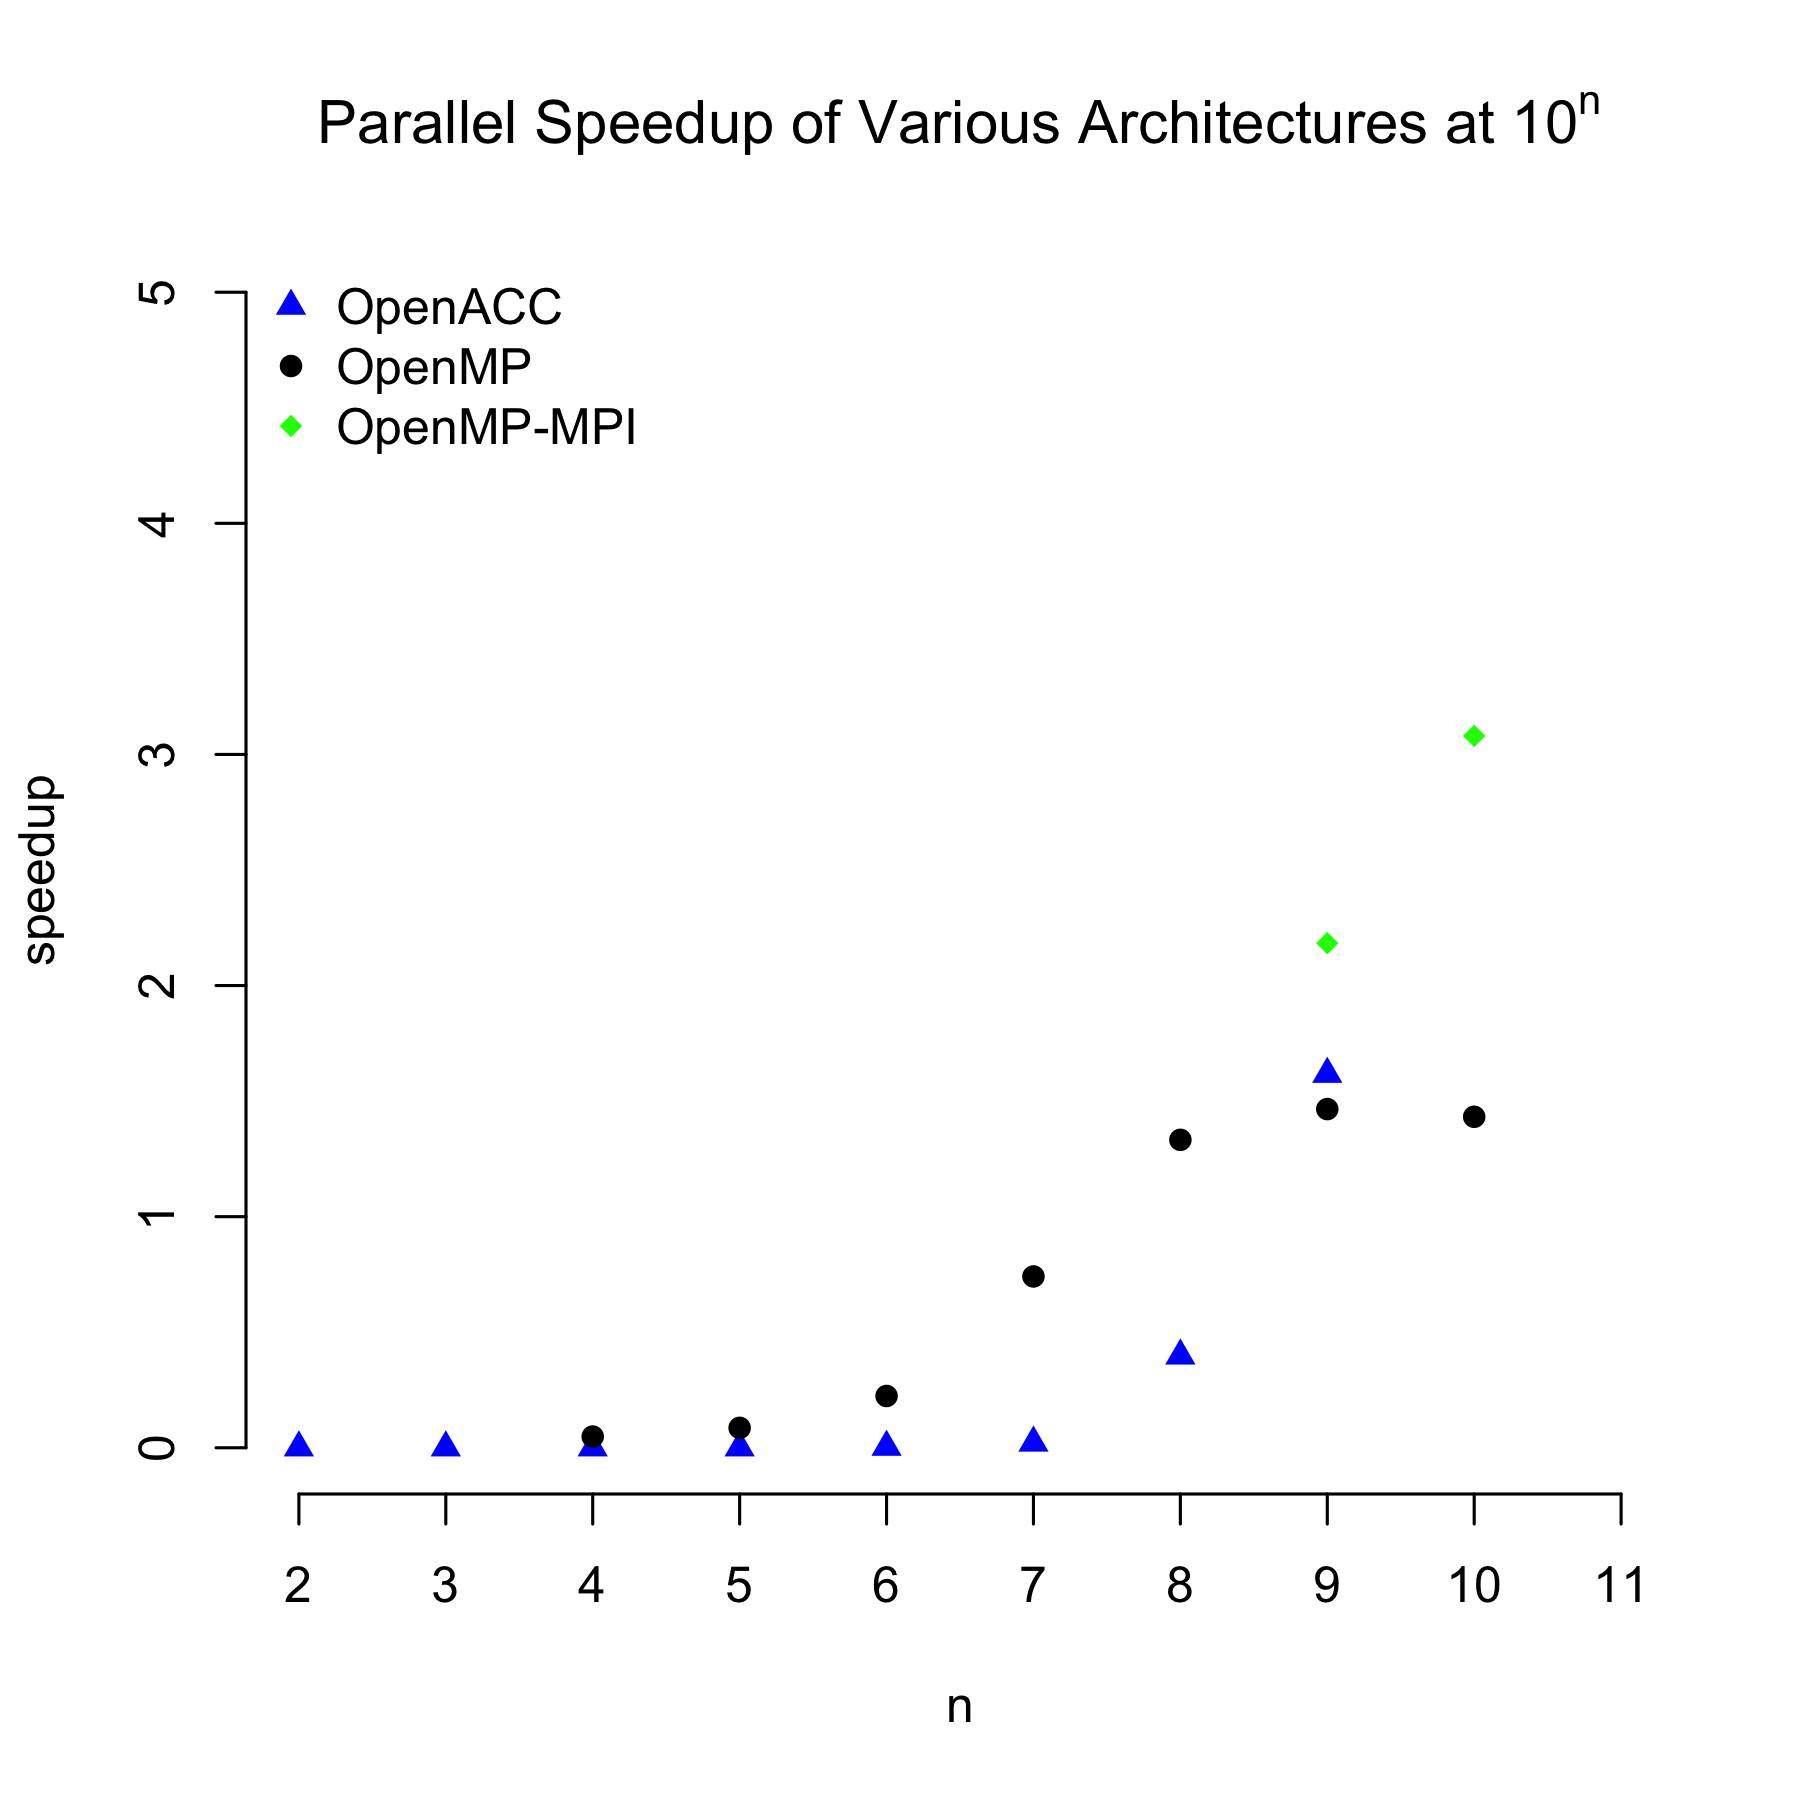 Parallel Speedup of Various Architectures at 10ⁿ
OpenACC
OpenMP
OpenMP-MPI
5
4
3
2
1
0
speedup
2 3 4 5 6 7 8 9 10 11
n